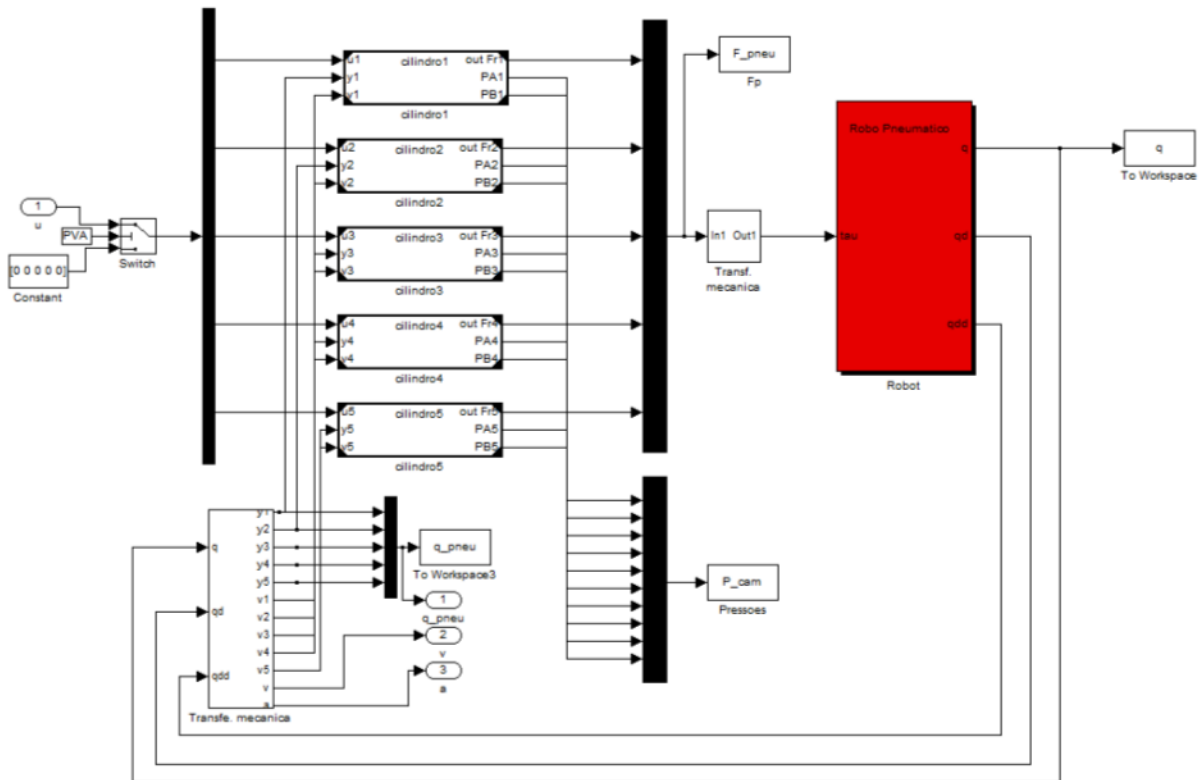 u1
cilindro1
out Fr1
y1
PA1
v1
PB1
cilindro1
F_pneu
Fp
u2
cilindro2
out Fr2
y2
PA2
v2
PB2
cilindro2
Robo Pneumatico
q
q
To Workspace
1
u
PVA
Switch
[0 0 0 0 0]
Constant
u3
cilindro3
out Fr3
y3
PA3
v3
PB3
cilindro3
In1 Out1
Transf.
mecanica
tau
qd
qdd
Robot
u4
cilindro4
out Fr4
y4
PA4
v4
PB4
cilindro4
u5
cilindro5
out Fr5
y5
PA5
v5
PB5
cilindro5
q
qd
qdd
y1
y2
y3
y4
y5
v1
v2
v3
v4
v5
v
a
Transfe. mecanica
q_pneu
To Workspace3
1
q_pneu
2
v
3
a
P_cam
Pressoes